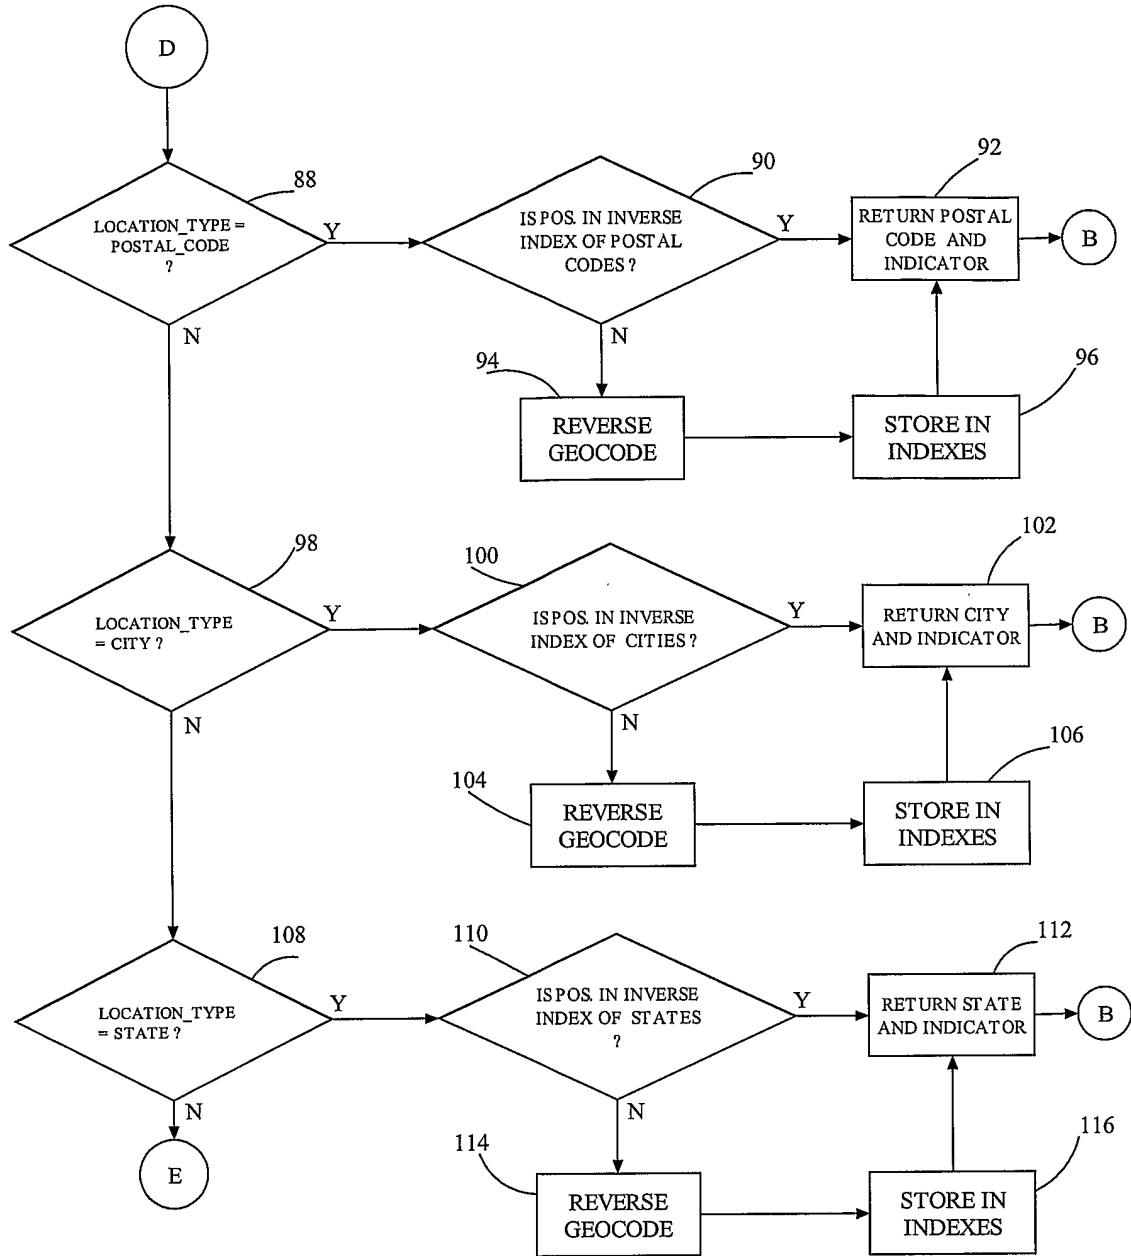 D
88
LOCATION_TYPE =
POSTAL_CODE
?
Y
N
90
IS POS. IN INVERSE
INDEX OF POSTAL
CODES ?
Y
N
92
RETURN POSTAL
CODE AND
INDICATOR
B
94
REVERSE
GEOCODE
96
STORE IN
INDEXES
98
LOCATION_TYPE
= CITY ?
Y
N
100
IS POS. IN INVERSE
INDEX OF CITIES ?
Y
N
102
RETURN CITY
AND INDICATOR
B
104
REVERSE
GEOCODE
106
STORE IN
INDEXES
108
LOCATION_TYPE
= STATE ?
Y
N
110
IS POS. IN INVERSE
INDEX OF STATES
?
Y
N
112
RETURN STATE
AND INDICATOR
B
114
REVERSE
GEOCODE
116
STORE IN
INDEXES
E